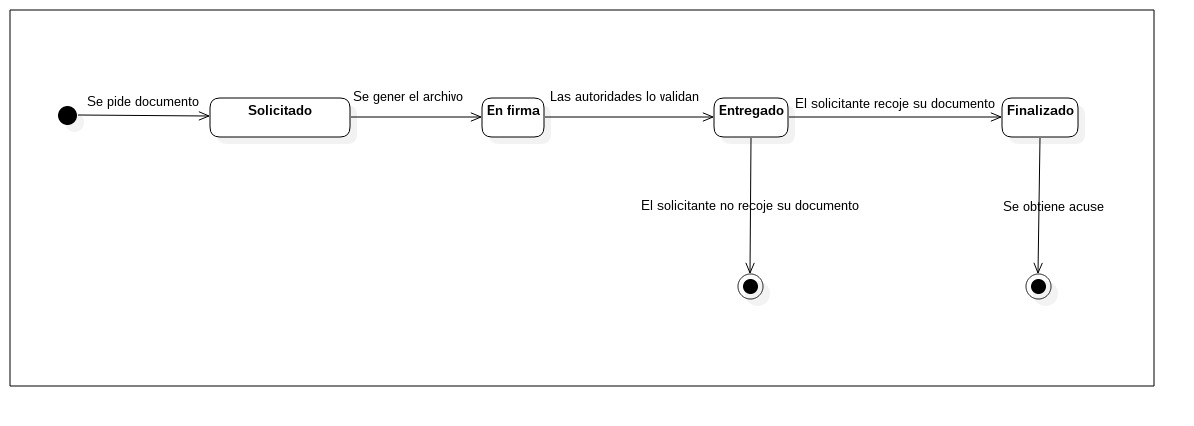 Se pide documento
Solicitado
Se gener el archivo
En firma
Las autoridades lo validan
Entregado
El solicitante recoje su documento
Finalizado
El solicitante no recoje su documento
Se obtiene acuse